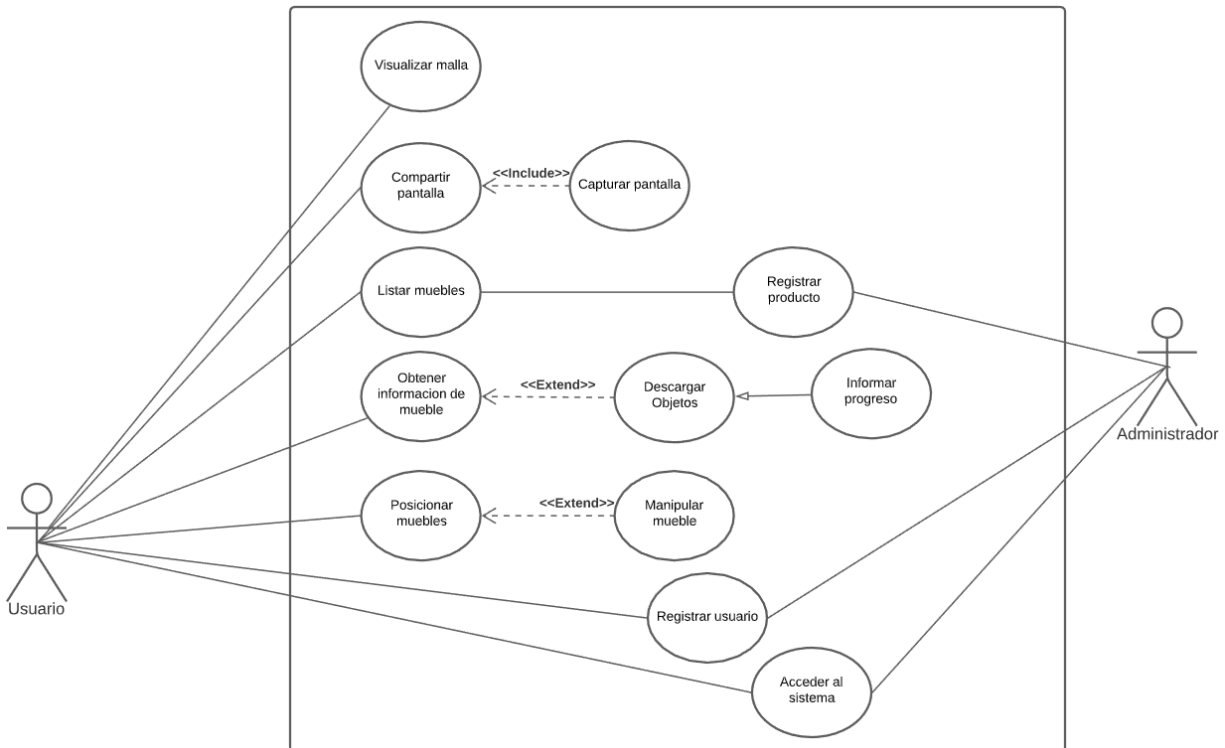 Visualizar malla
Compartir
pantalla
<<Include>>
Capturar pantalla
Listar muebles
Registrar
producto
Obtener
informacion de
mueble
<<Extend>>
Descargar
Objetos
Informar
progreso
Administrador
Posicionar
muebles
<<Extend>>
Manipular
mueble
Usuario
Registrar usuario
Acceder al
sistema